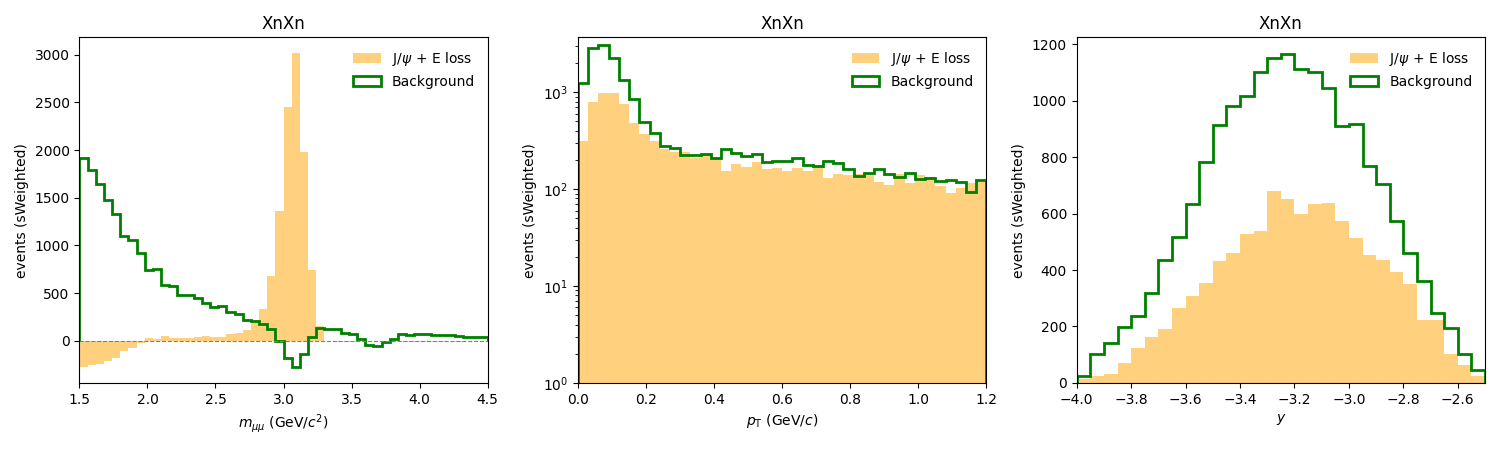 XnXn
events (sWeighted)
3000
2500
2000
1500
1000
500
0
J/ψ + E loss
Background
1.5 2.0 2.5 3.0 3.5 4.0 4.5
mμμ (GeV/c²)
XnXn
events (sWeighted)
10³
10²
10¹
10⁰
J/ψ + E loss
Background
0.0 0.2 0.4 0.6 0.8 1.0 1.2
pT (GeV/c)
XnXn
events (sWeighted)
1200
1000
800
600
400
200
0
J/ψ + E loss
Background
−4.0 −3.8 −3.6 −3.4 −3.2 −3.0 −2.8 −2.6
y